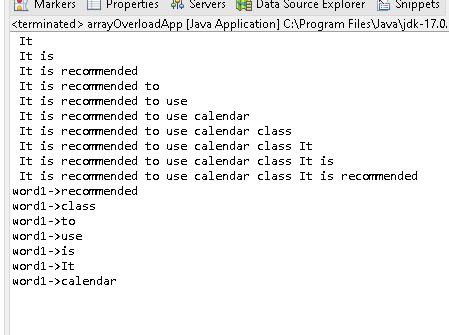 Markers Properties Servers Data Source Explorer Snippets
<terminated> arrayOverloadApp [Java Application] C:\Program Files\Java\jdk-17.0.
It
It is
It is recommended
It is recommended to
It is recommended to use
It is recommended to use calendar
It is recommended to use calendar class
It is recommended to use calendar class It
It is recommended to use calendar class It is
It is recommended to use calendar class It is recommended
word1->recommended
word1->class
word1->to
word1->use
word1->is
word1->It
word1->calendar